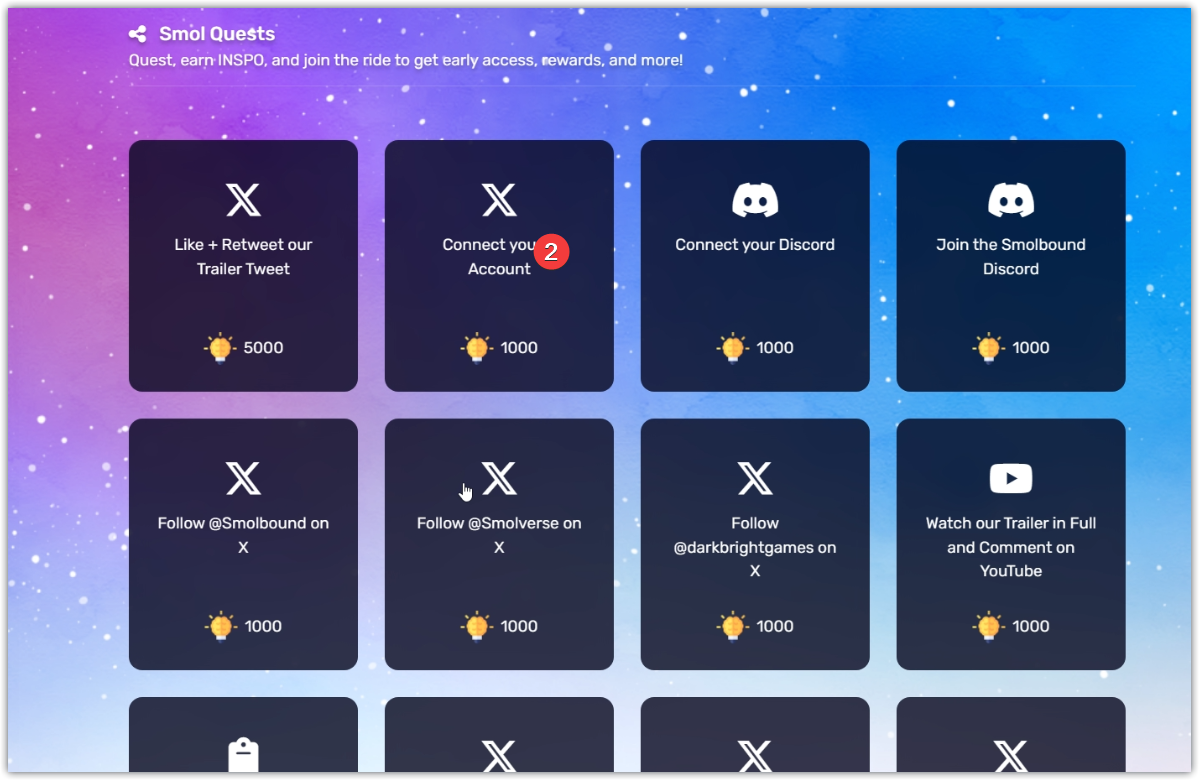 Smol Quests
Quest, earn INSPO, and join the ride to get early access, rewards, and more!
Like + Retweet our
Trailer Tweet
5000
Connect you
2
Account
1000
Connect your Discord
1000
Join the Smolbound
Discord
1000
Follow @Smolbound on
X
1000
Follow @Smolverse on
X
1000
Follow
@darkbrightgames on
X
1000
Watch our Trailer in Full
and Comment on
YouTube
1000